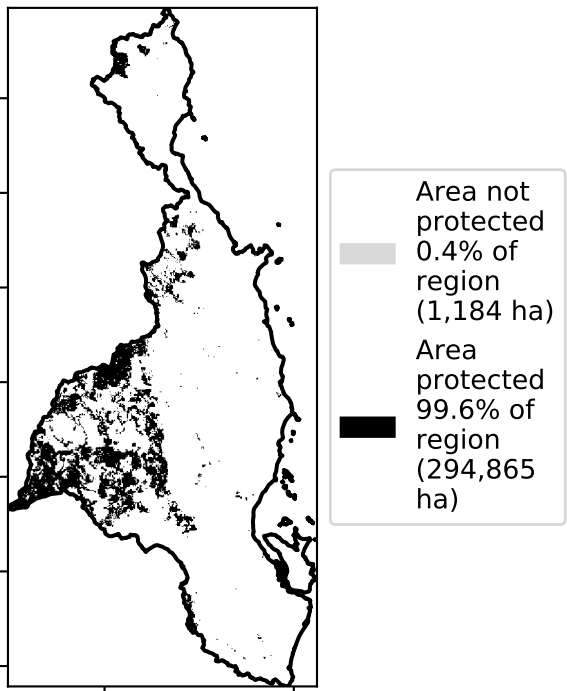 Area not
protected
0.4% of
region
(1,184 ha)
Area
protected
99.6% of
region
(294,865
ha)